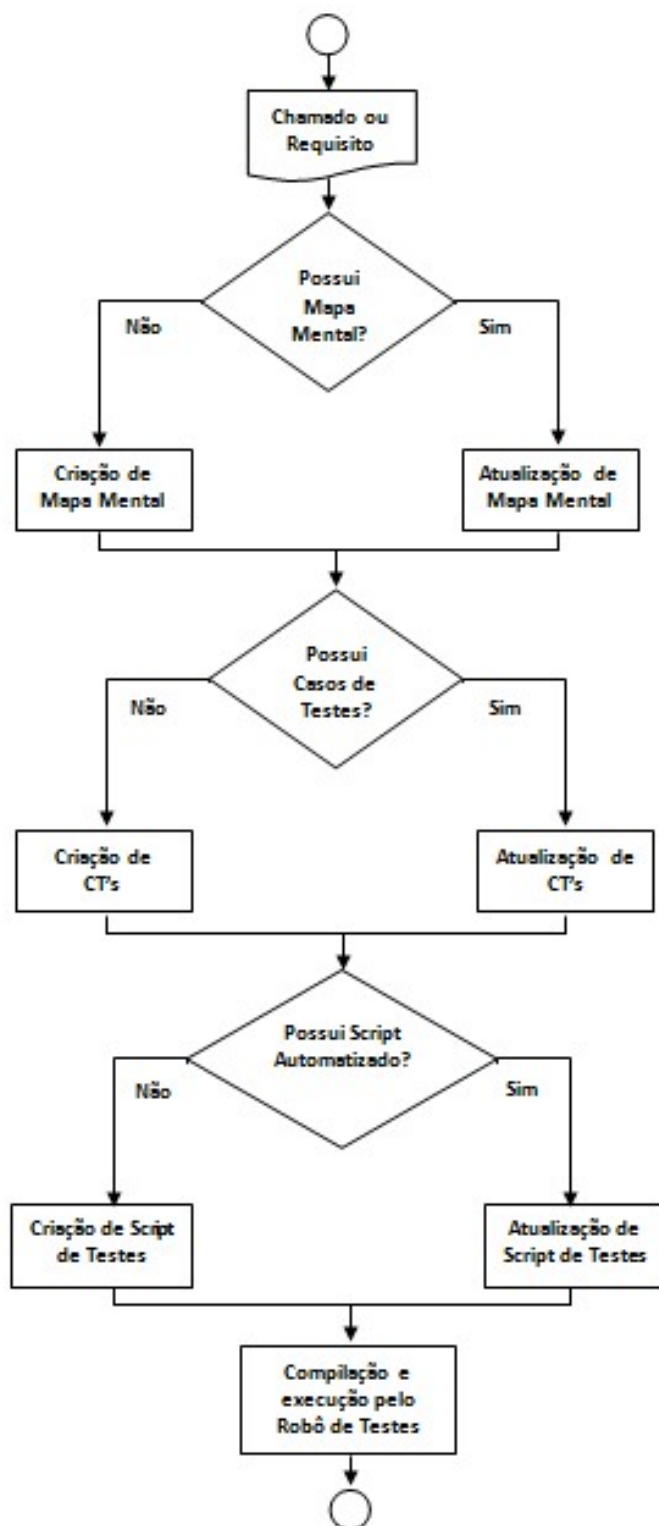 Chamado ou
Requisito
Possui
Mapa
Mental?
Não
Sim
Criação de
Mapa Mental
Atualização de
Mapa Mental
Possui
Casos de
Testes?
Não
Sim
Criação de
CT's
Atualização de
CT's
Possui Script
Automatizado?
Não
Sim
Criação de Script
de Testes
Atualização de
Script de Testes
Compilação e
execução pelo
Robô de Testes